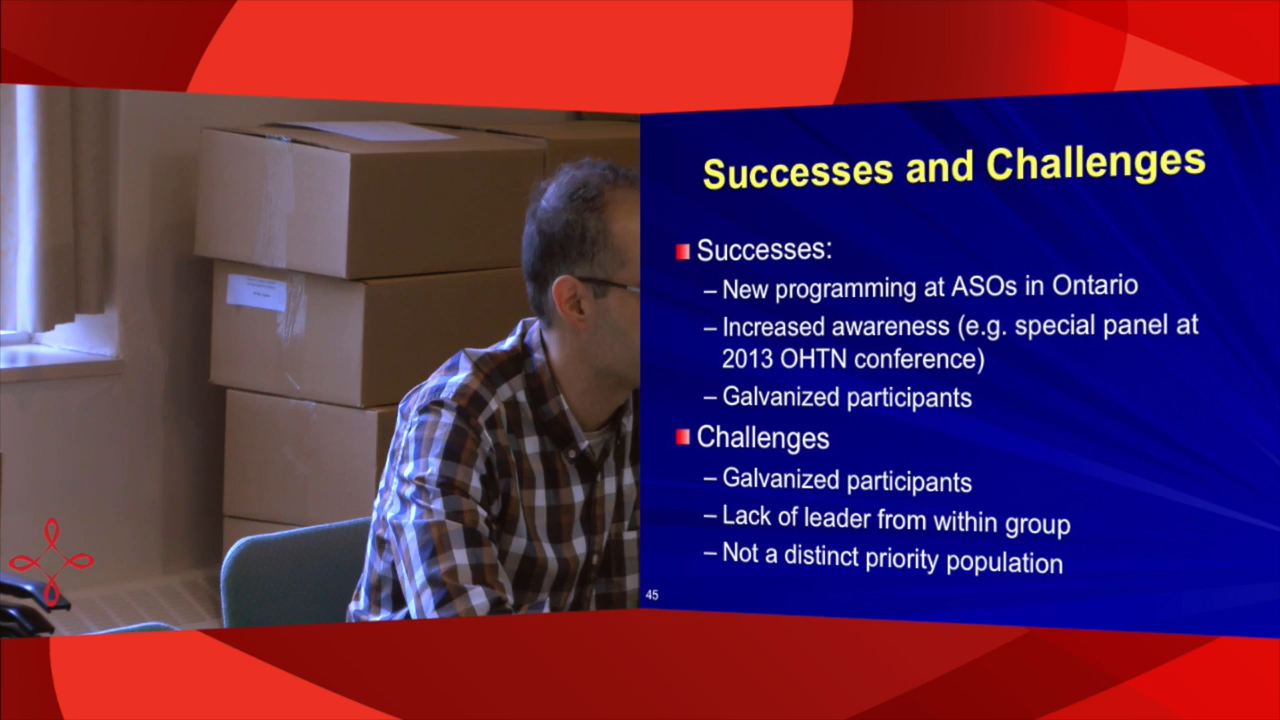 Successes and Challenges
Successes:
– New programming at ASOs in Ontario
– Increased awareness (e.g. special panel at
2013 OHTN conference)
– Galvanized participants
Challenges
– Galvanized participants
– Lack of leader from within group
– Not a distinct priority population
45